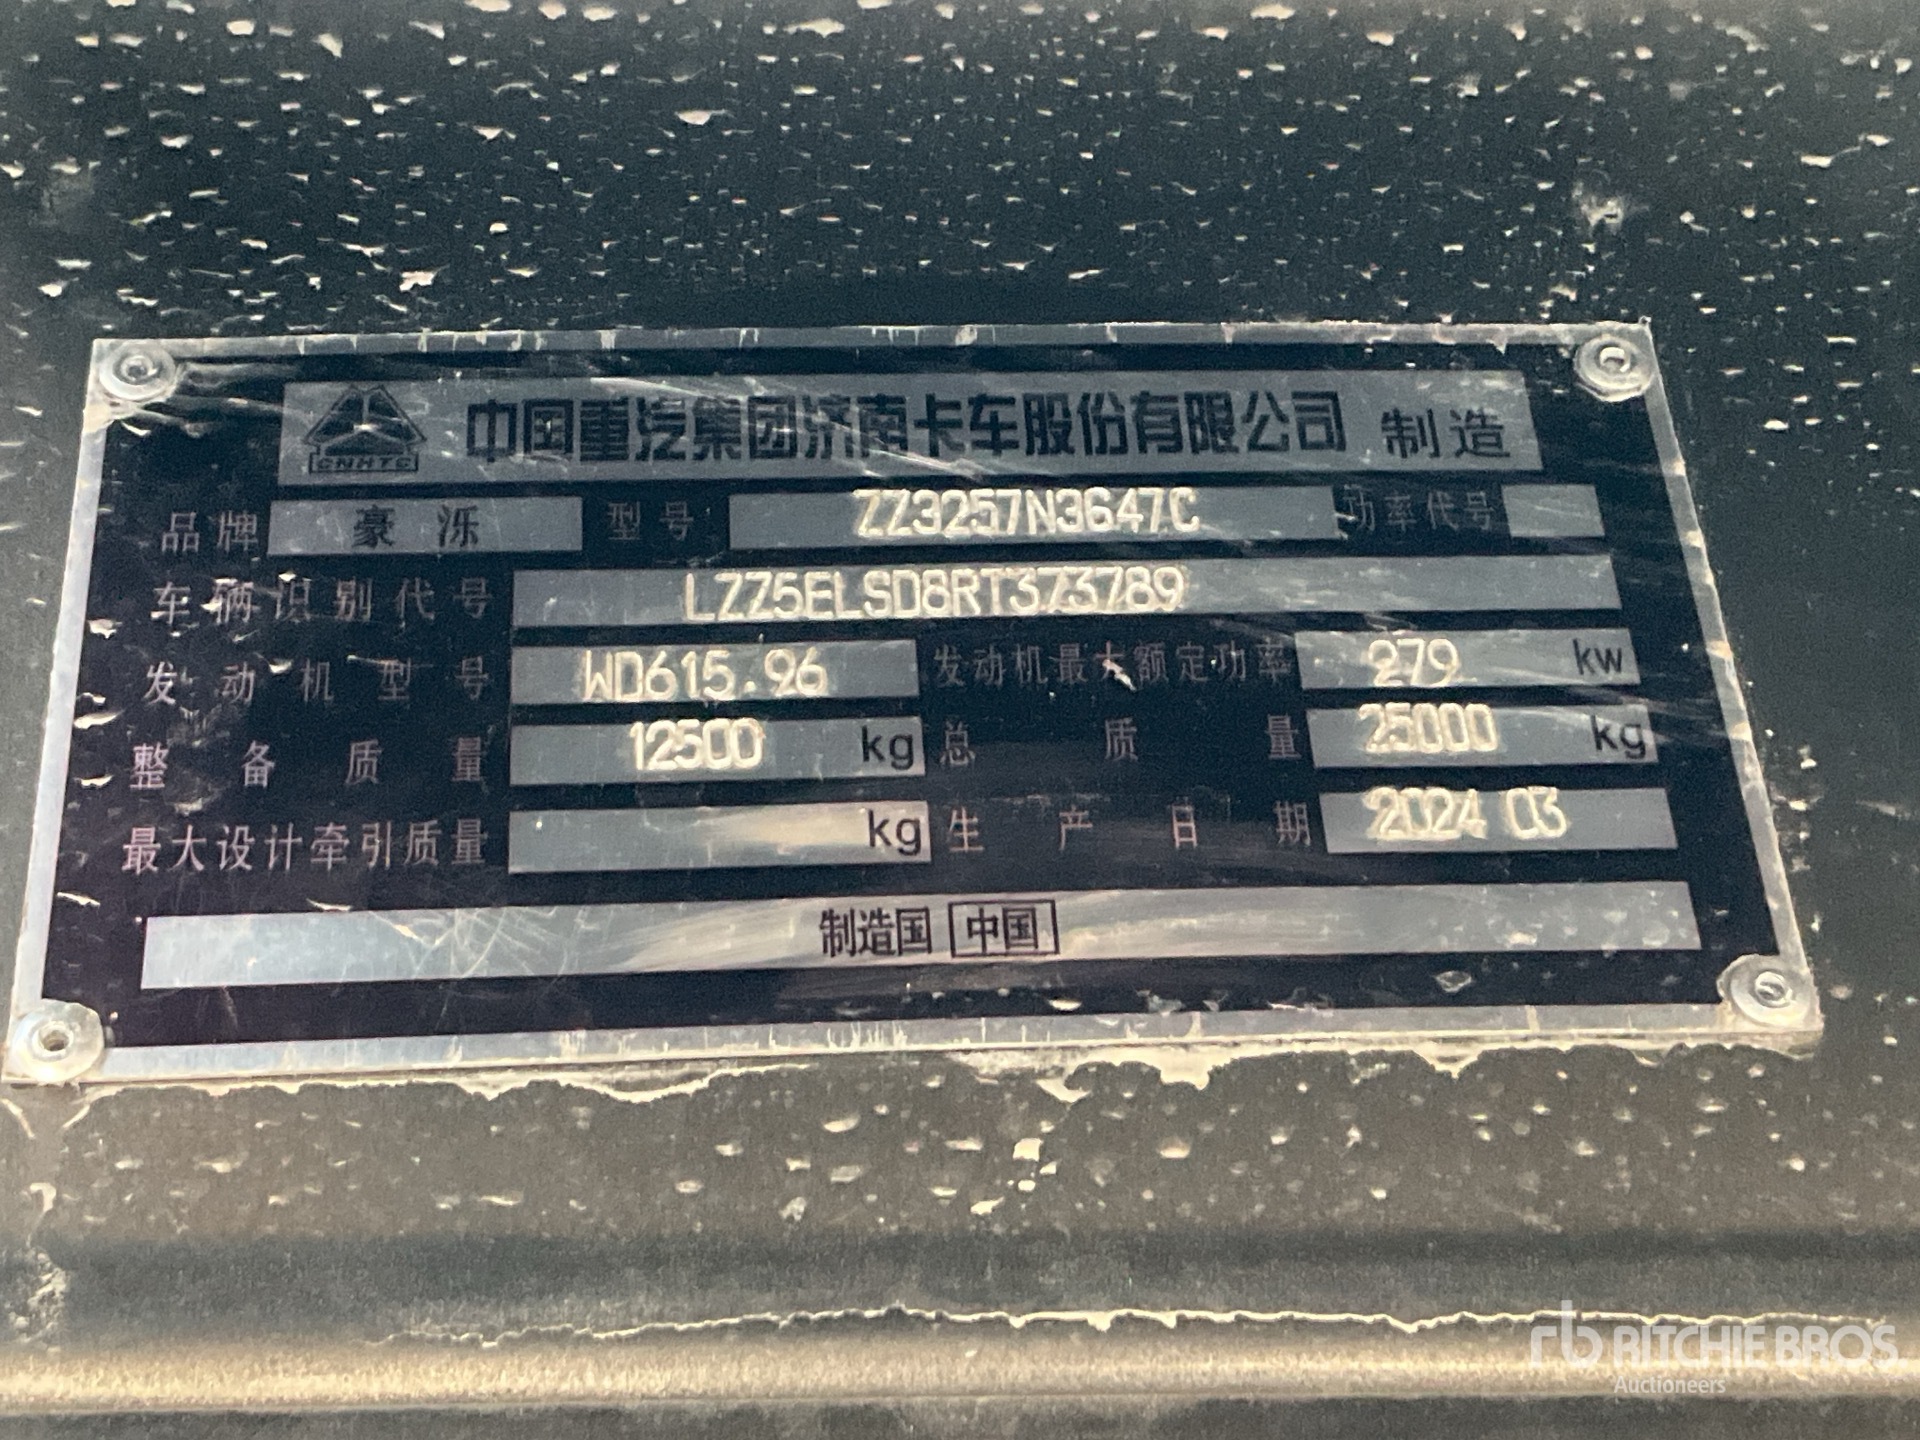 CNHTC 中国重汽集团济南卡车股份有限公司 制造
品牌 豪泺 型号 ZZ3257N3647C 功率代号
车辆识别代号 LZZ5ELSD8RT373789
发动机型号 WD615.96 发动机最大额定功率 279 kw
整备质量 12500 kg 总质量 25000 kg
最大设计牵引质量 kg 生产日期 2024 03
制造国 中国
rb RITCHIE BROS.
Auctioneers